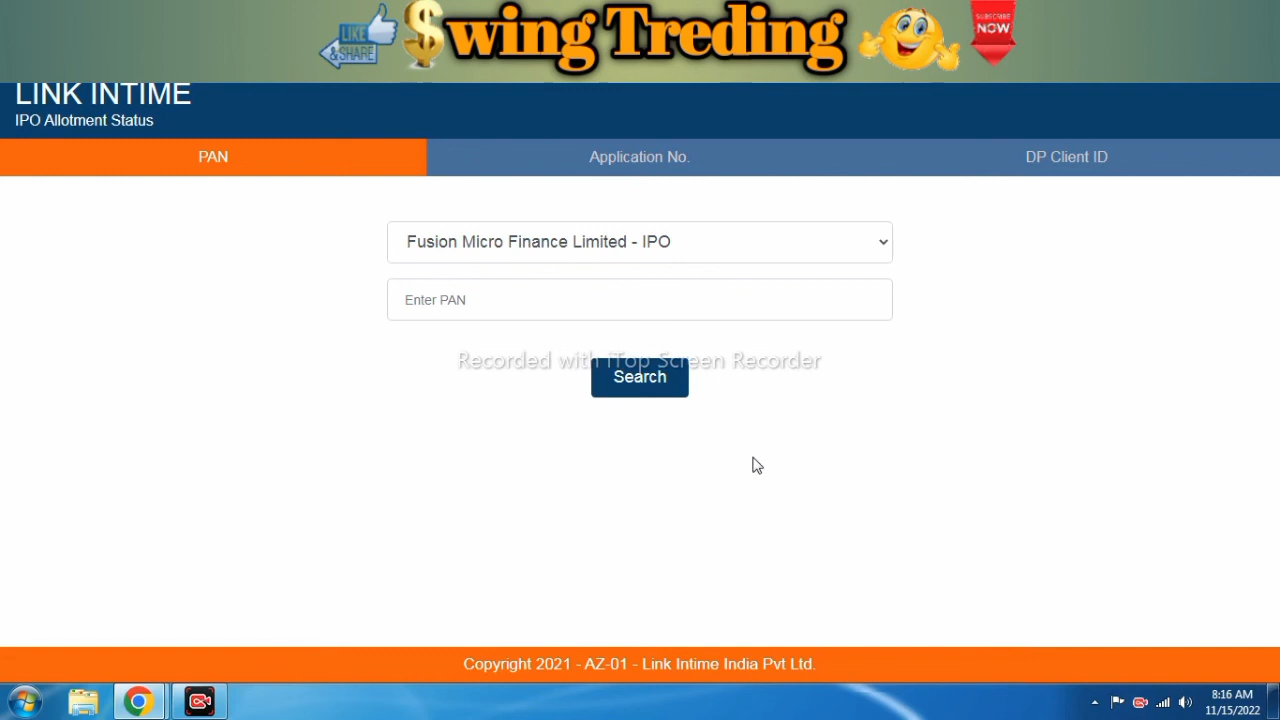 LIKE
&SHARE
$wing Treding
SUBSCRIBE
NOW
LINK INTIME
IPO Allotment Status
PAN
Application No.
DP Client ID
Fusion Micro Finance Limited - IPO
Enter PAN
Recorded with iTop Screen Recorder
Search
Copyright 2021 - AZ-01 - Link Intime India Pvt Ltd.
8:16 AM
11/15/2022